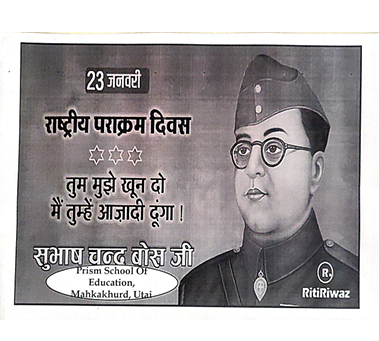 23 जनवरी
राष्ट्रीय पराक्रम दिवस
तुम मुझे खून दो
मैं तुम्हें आज़ादी दूंगा !
सुभाष चन्द बोस जी
Prism School Of
Education,
Mahkakhurd, Utai
R
RitiRiwaz